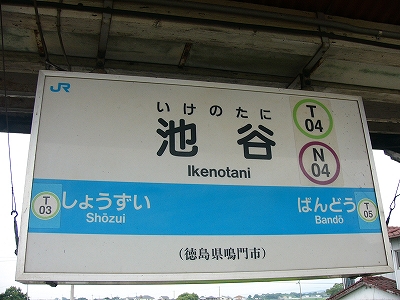 JR
いけのたに
池谷
Ikenotani
T
04
N
04
T
03
しょうずい
Shōzui
ばんどう
Bandō
T
05
(徳島県鳴門市)